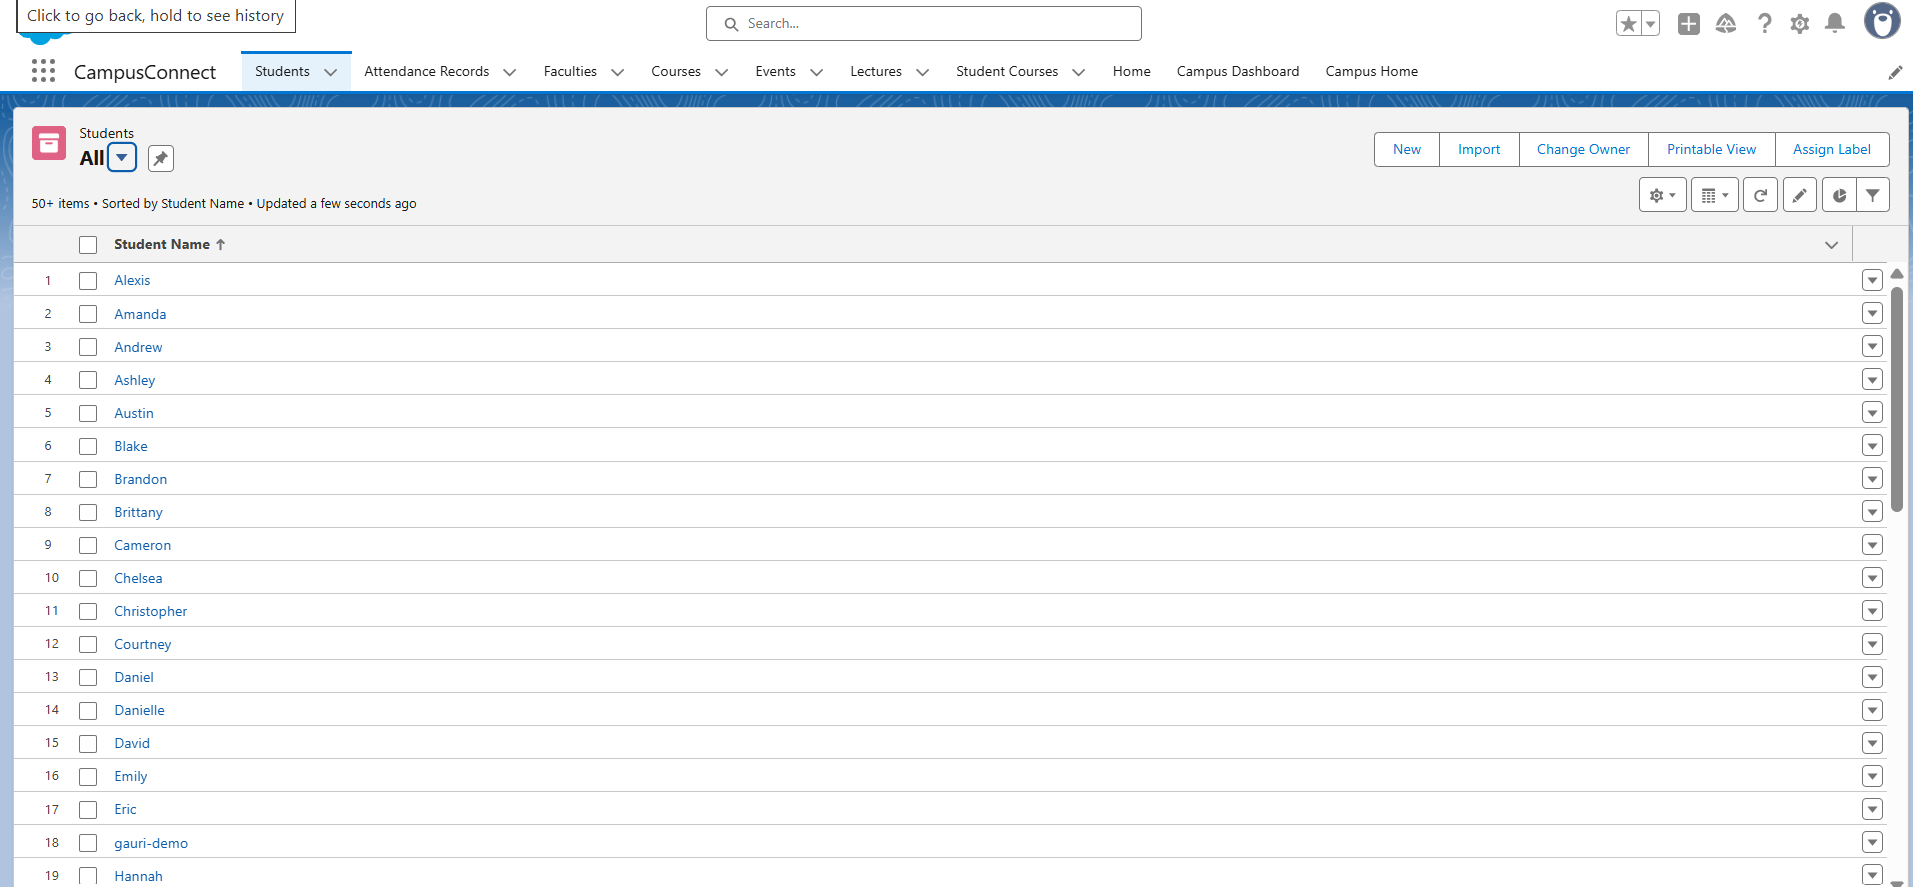 Click to go back, hold to see history
Search...
CampusConnect
Students
Attendance Records
Faculties
Courses
Events
Lectures
Student Courses
Home
Campus Dashboard
Campus Home
Students
All
New
Import
Change Owner
Printable View
Assign Label
50+ items • Sorted by Student Name • Updated a few seconds ago
Student Name
1 Alexis
2 Amanda
3 Andrew
4 Ashley
5 Austin
6 Blake
7 Brandon
8 Brittany
9 Cameron
10 Chelsea
11 Christopher
12 Courtney
13 Daniel
14 Danielle
15 David
16 Emily
17 Eric
18 gauri-demo
19 Hannah